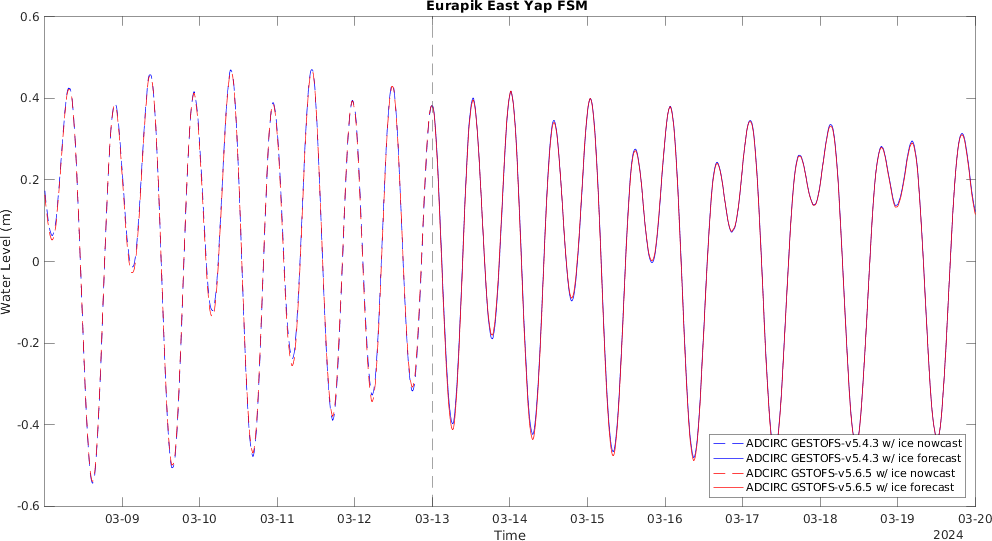 Eurapik East Yap FSM
0.6
0.4
0.2
0
-0.2
-0.4
-0.6
Water Level (m)
ADCIRC GESTOFS-v5.4.3 w/ ice nowcast
ADCIRC GESTOFS-v5.4.3 w/ ice forecast
ADCIRC GSTOFS-v5.6.5 w/ ice nowcast
ADCIRC GSTOFS-v5.6.5 w/ ice forecast
03-09 03-10 03-11 03-12 03-13 03-14 03-15 03-16 03-17 03-18 03-19 03-20
Time
2024